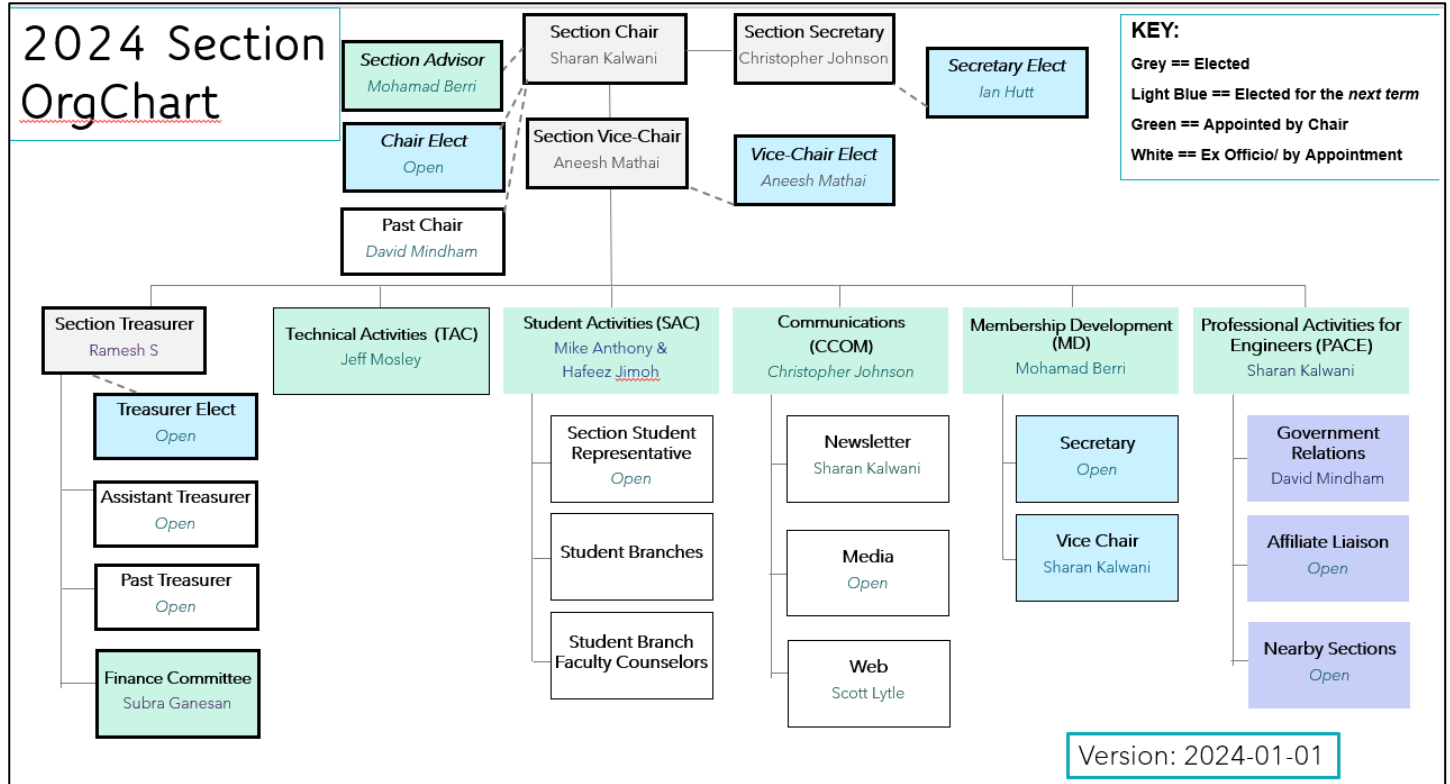 2024 Section
OrgChart
Section Chair
Sharan Kalwani
Section Secretary
Christopher Johnson
Section Advisor
Mohamad Berri
Secretary Elect
Ian Hutt
Chair Elect
Open
Section Vice-Chair
Aneesh Mathai
Vice-Chair Elect
Aneesh Mathai
Past Chair
David Mindham
KEY:
Grey == Elected
Light Blue == Elected for the next term
Green == Appointed by Chair
White == Ex Officio/ by Appointment
Section Treasurer
Ramesh S
Treasurer Elect
Open
Assistant Treasurer
Open
Past Treasurer
Open
Finance Committee
Subra Ganesan
Technical Activities (TAC)
Jeff Mosley
Student Activities (SAC)
Mike Anthony &
Hafeez Jimoh
Section Student
Representative
Open
Student Branches
Student Branch
Faculty Counselors
Communications
(CCOM)
Christopher Johnson
Newsletter
Sharan Kalwani
Media
Open
Web
Scott Lytle
Membership Development
(MD)
Mohamad Berri
Secretary
Open
Vice Chair
Sharan Kalwani
Professional Activities for
Engineers (PACE)
Sharan Kalwani
Government
Relations
David Mindham
Affiliate Liaison
Open
Nearby Sections
Open
Version: 2024-01-01